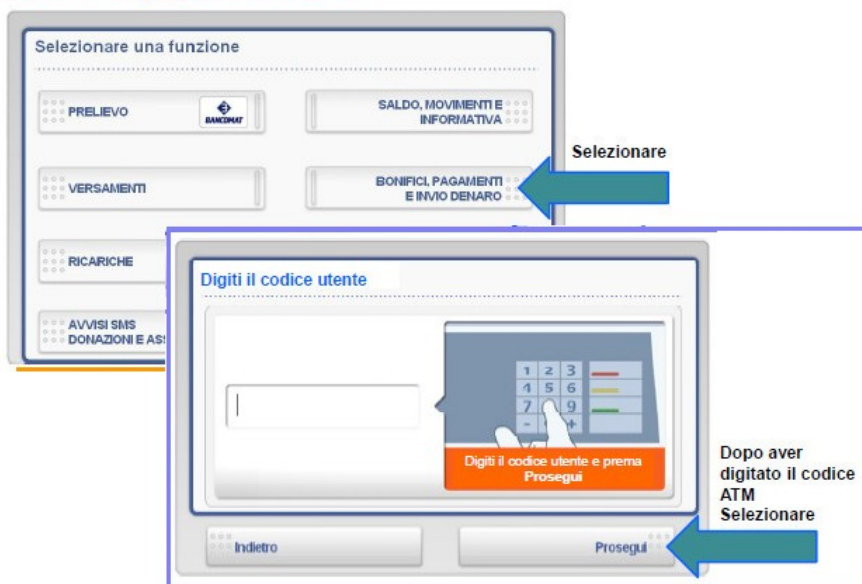 Selezionare una funzione
PRELIEVO
BANCOMAT
SALDO, MOVIMENTI E
INFORMATIVA
Selezionare
VERSAMENTI
BONIFICI, PAGAMENTI
E INVIO DENARO
RICARICHE
AVVISI SMS
DONAZIONI E ASS
Digiti il codice utente
1 2 3
4 5 6
7 9
- +
Digiti il codice utente e prema
Prosegui
Dopo aver
digitato il codice
ATM
Selezionare
Indietro
Prosegui